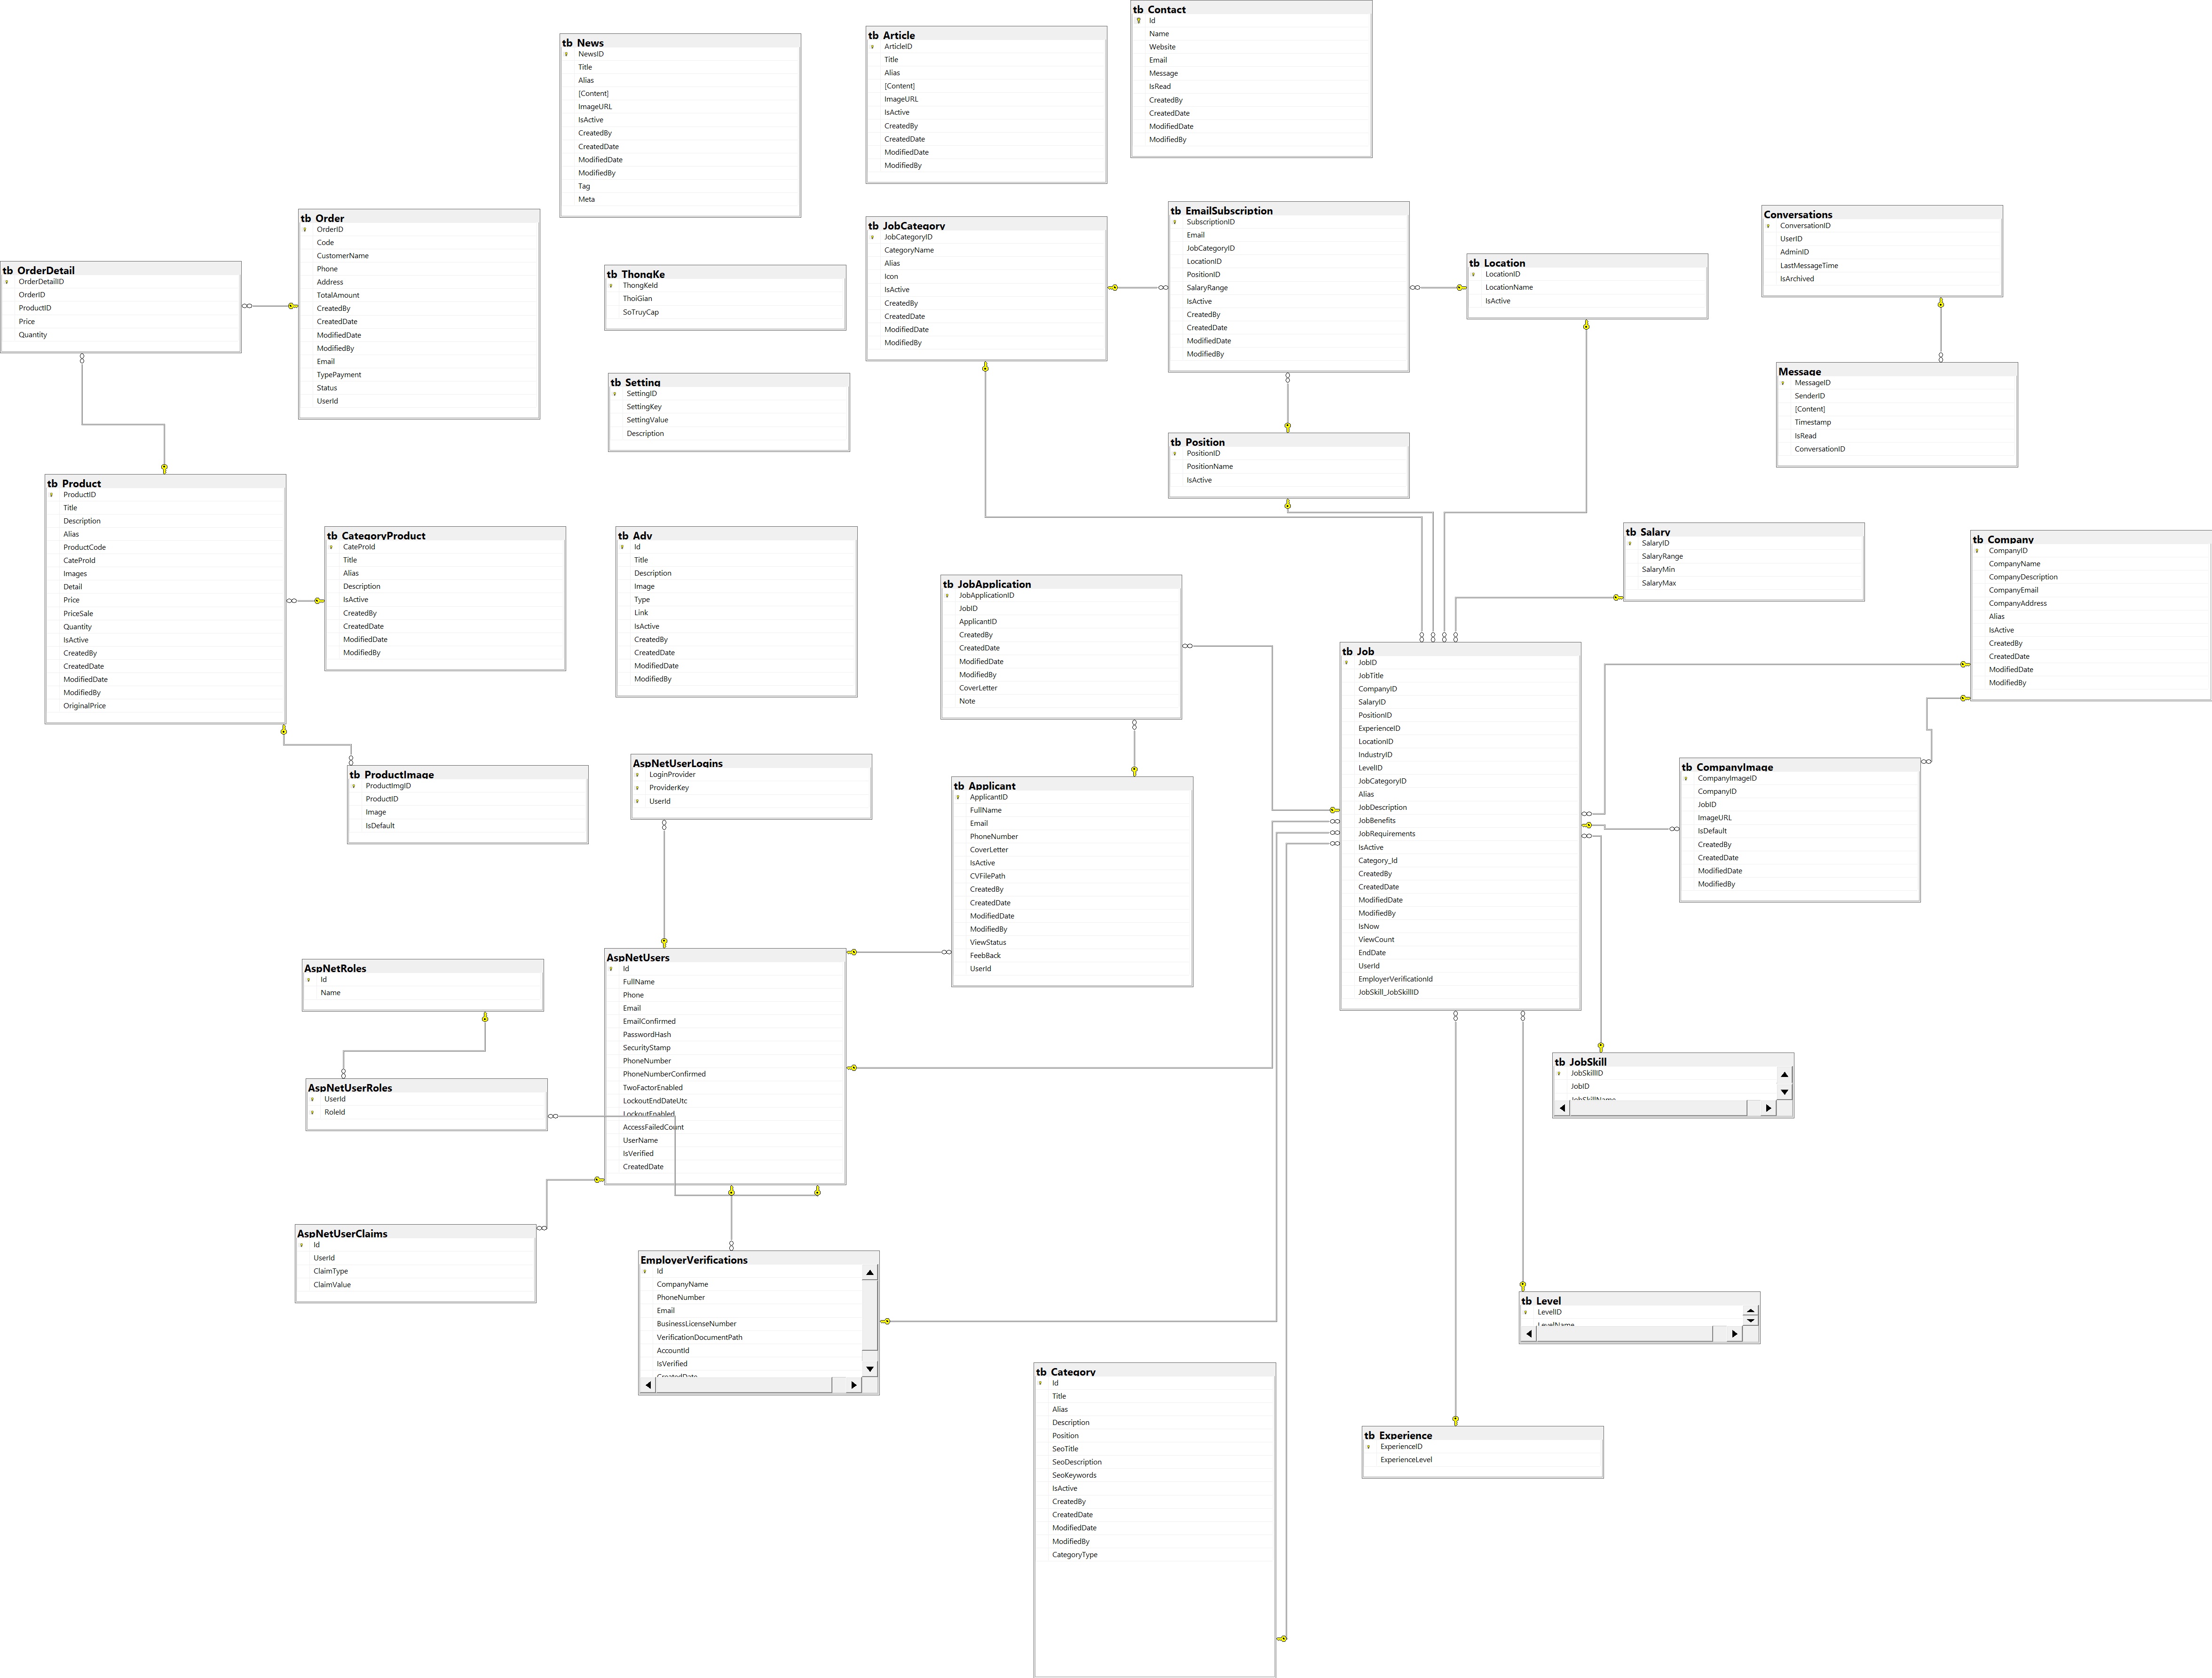 tb_Contact
Id
Name
Website
Email
Message
IsRead
CreatedBy
CreatedDate
ModifiedDate
ModifiedBy
tb_Article
ArticleID
Title
Alias
[Content]
ImageURL
IsActive
CreatedBy
CreatedDate
ModifiedDate
ModifiedBy
tb_News
NewsID
Title
Alias
[Content]
ImageURL
IsActive
CreatedBy
CreatedDate
ModifiedDate
ModifiedBy
Tag
Meta
tb_Order
OrderID
Code
CustomerName
Phone
Address
TotalAmount
CreatedBy
CreatedDate
ModifiedDate
ModifiedBy
Email
TypePayment
Status
UserId
tb_OrderDetail
OrderDetailID
OrderID
ProductID
Price
Quantity
tb_ThongKe
ThongKeId
ThoiGian
SoTruyCap
tb_Setting
SettingID
SettingKey
SettingValue
Description
tb_JobCategory
JobCategoryID
CategoryName
Alias
Icon
IsActive
CreatedBy
CreatedDate
ModifiedDate
ModifiedBy
tb_EmailSubscription
SubscriptionID
Email
JobCategoryID
LocationID
PositionID
SalaryRange
IsActive
CreatedBy
CreatedDate
ModifiedDate
ModifiedBy
tb_Location
LocationID
LocationName
IsActive
Conversations
ConversationID
UserID
AdminID
LastMessageTime
IsArchived
Message
MessageID
SenderID
[Content]
Timestamp
IsRead
ConversationID
tb_Position
PositionID
PositionName
IsActive
tb_Product
ProductID
Title
Description
Alias
ProductCode
CateProId
Images
Detail
Price
PriceSale
Quantity
IsActive
CreatedBy
CreatedDate
ModifiedDate
ModifiedBy
OriginalPrice
tb_CategoryProduct
CateProId
Title
Alias
Description
IsActive
CreatedBy
CreatedDate
ModifiedDate
ModifiedBy
tb_Adv
Id
Title
Description
Image
Type
Link
IsActive
CreatedBy
CreatedDate
ModifiedDate
ModifiedBy
tb_JobApplication
JobApplicationID
JobID
ApplicantID
CreatedBy
CreatedDate
ModifiedDate
ModifiedBy
CoverLetter
Note
tb_Salary
SalaryID
SalaryRange
SalaryMin
SalaryMax
tb_Company
CompanyID
CompanyName
CompanyDescription
CompanyEmail
CompanyAddress
Alias
IsActive
CreatedBy
CreatedDate
ModifiedDate
ModifiedBy
tb_Job
JobID
JobTitle
CompanyID
SalaryID
PositionID
ExperienceID
LocationID
IndustryID
LevelID
JobCategoryID
Alias
JobDescription
JobBenefits
JobRequirements
IsActive
Category_Id
CreatedBy
CreatedDate
ModifiedDate
ModifiedBy
IsNow
ViewCount
EndDate
UserId
EmployerVerificationId
JobSkill_JobSkillID
tb_CompanyImage
CompanyImageID
CompanyID
JobID
ImageURL
IsDefault
CreatedBy
CreatedDate
ModifiedDate
ModifiedBy
tb_ProductImage
ProductImgID
ProductID
Image
IsDefault
AspNetUserLogins
LoginProvider
ProviderKey
UserId
tb_Applicant
ApplicantID
FullName
Email
PhoneNumber
CoverLetter
IsActive
CVFilePath
CreatedBy
CreatedDate
ModifiedDate
ModifiedBy
ViewStatus
FeebBack
UserId
AspNetUsers
Id
FullName
Phone
Email
EmailConfirmed
PasswordHash
SecurityStamp
PhoneNumber
PhoneNumberConfirmed
TwoFactorEnabled
LockoutEndDateUtc
LockoutEnabled
AccessFailedCount
UserName
IsVerified
CreatedDate
AspNetRoles
Id
Name
AspNetUserRoles
UserId
RoleId
AspNetUserClaims
Id
UserId
ClaimType
ClaimValue
EmployerVerifications
Id
CompanyName
PhoneNumber
Email
BusinessLicenseNumber
VerificationDocumentPath
AccountId
IsVerified
CreatedDate
tb_JobSkill
JobSkillID
JobID
JobSkillName
tb_Level
LevelID
LevelName
tb_Category
Id
Title
Alias
Description
Position
SeoTitle
SeoDescription
SeoKeywords
IsActive
CreatedBy
CreatedDate
ModifiedDate
ModifiedBy
CategoryType
tb_Experience
ExperienceID
ExperienceLevel